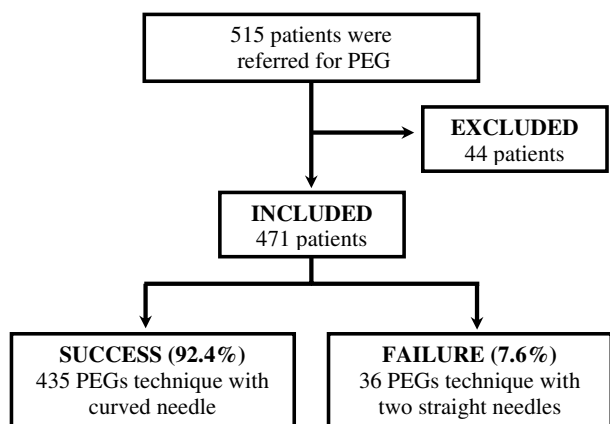 515 patients were
referred for PEG
EXCLUDED
44 patients
INCLUDED
471 patients
SUCCESS (92.4%)
435 PEGs technique with
curved needle
FAILURE (7.6%)
36 PEGs technique with
two straight needles